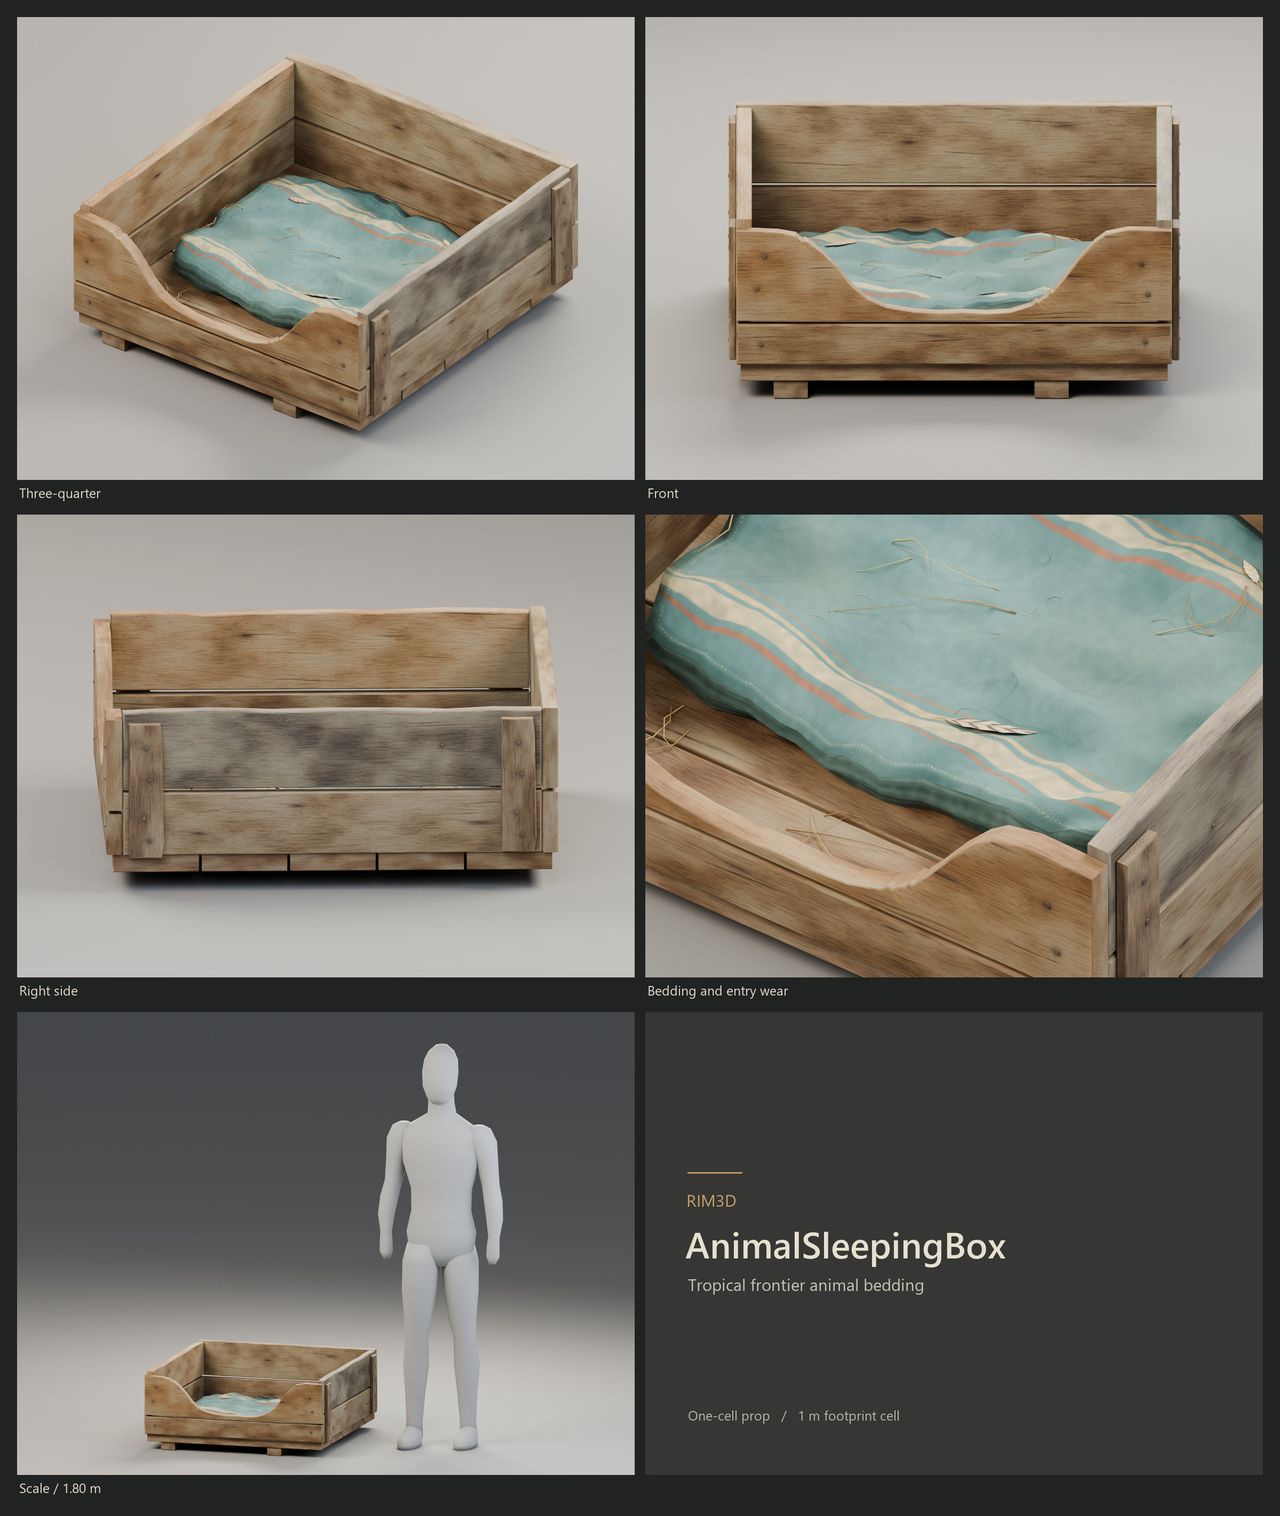 Three-quarter
Front
Right side
Bedding and entry wear
RIM3D
AnimalSleepingBox
Tropical frontier animal bedding
One-cell prop / 1 m footprint cell
Scale / 1.80 m